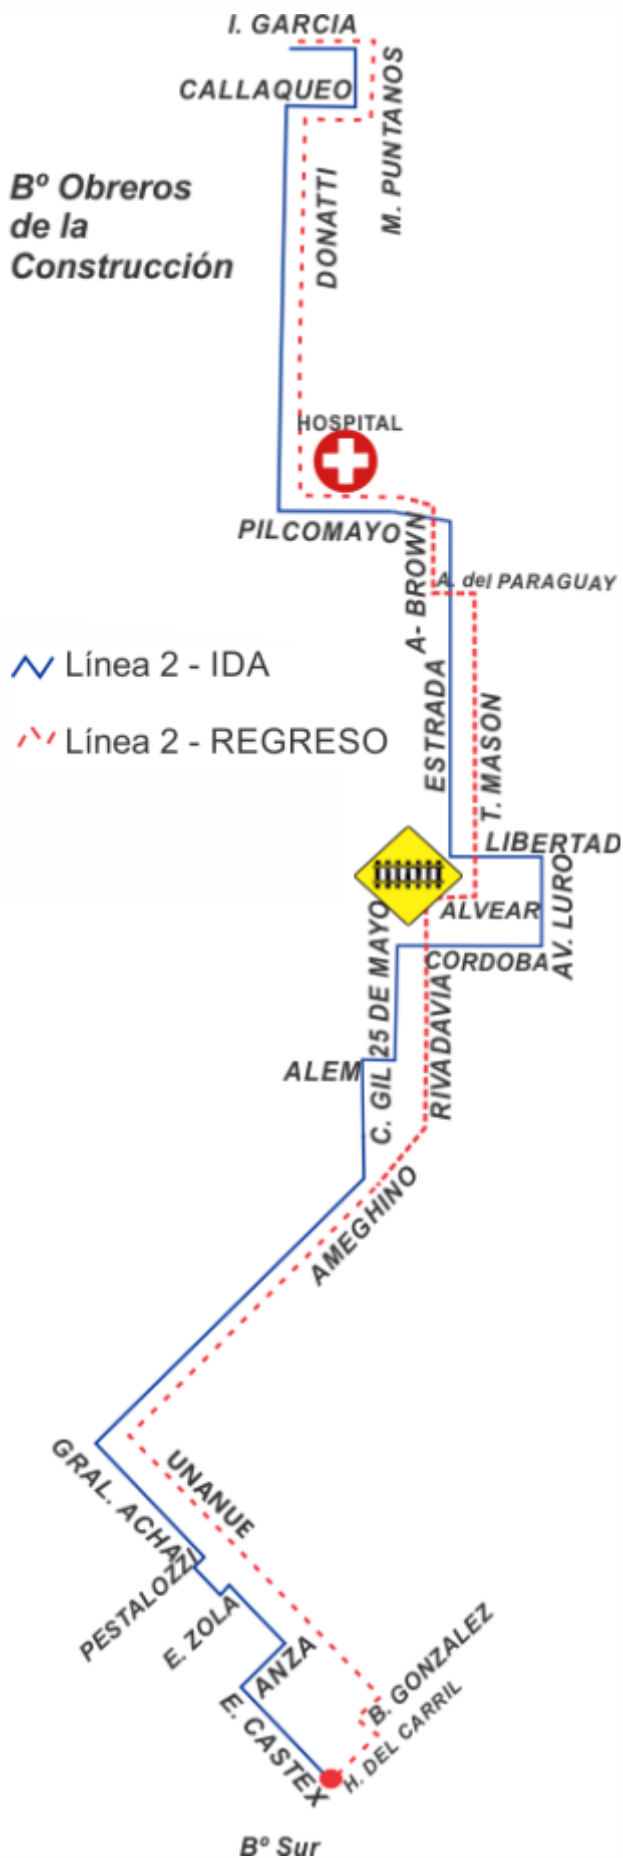 I. GARCIA
CALLAQUEO
M. PUNTANOS
Bº Obreros
de la
Construcción
DONATTI
HOSPITAL
PILCOMAYO
A- BROWN
A. del PARAGUAY
Línea 2 - IDA
ESTRADA
T. MASON
Línea 2 - REGRESO
LIBERTAD
AV. LURO
ALVEAR
CORDOBA
C. GIL 25 DE MAYO
RIVADAVIA
ALEM
AMEGHINO
GRAL. ACHA
UNANUE
PESTALOZZI
E. ZOLA
ANZA
B. GONZALEZ
H. DEL CARRIL
E. CASTEX
Bº Sur